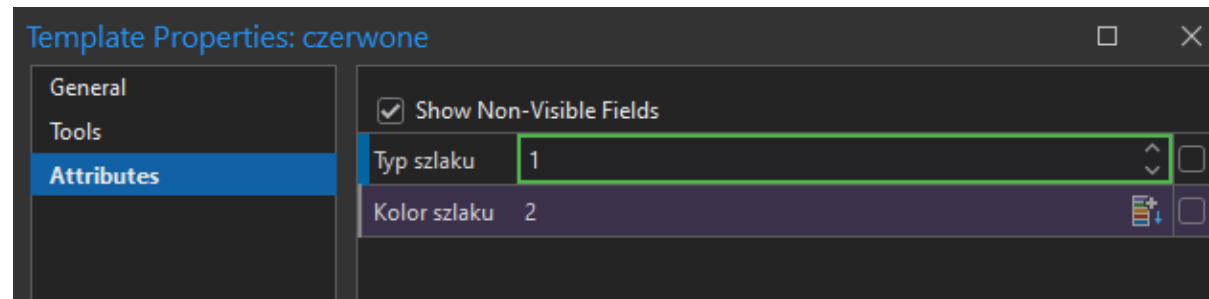 Template Properties: czerwone
General
Tools
Attributes
Show Non-Visible Fields
Typ szlaku 1
Kolor szlaku 2